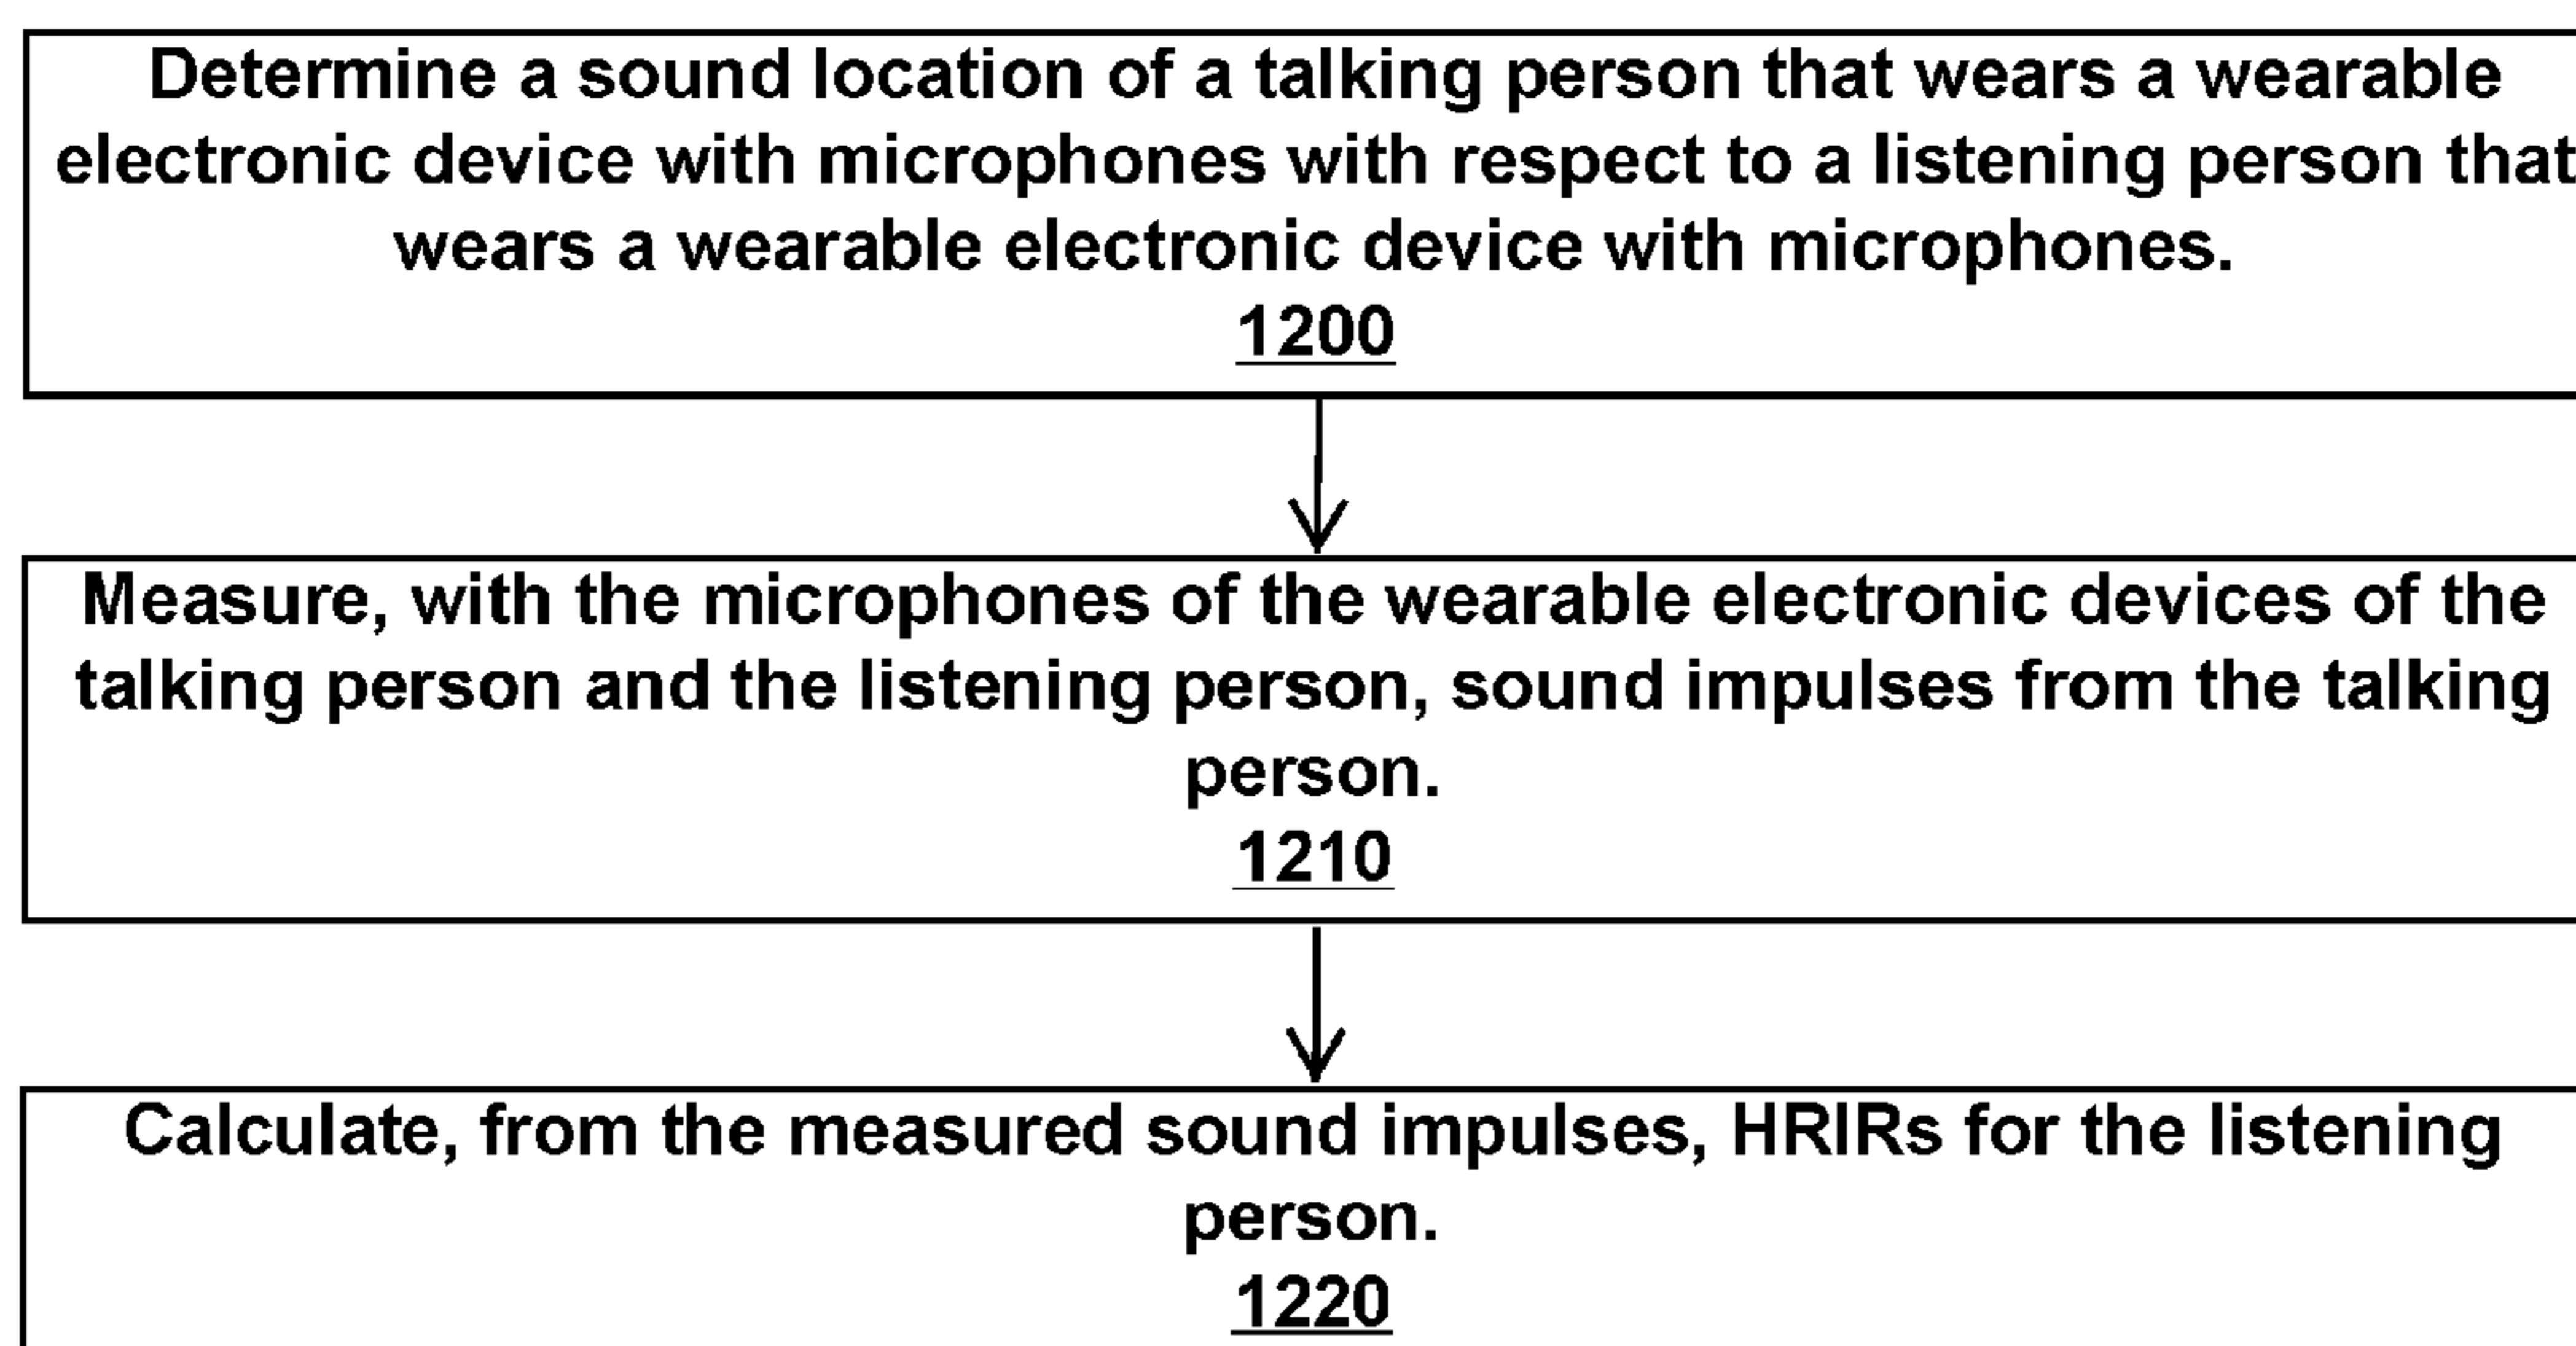 Determine a sound location of a talking person that wears a wearable
electronic device with microphones with respect to a listening person that
wears a wearable electronic device with microphones.
1200
Measure, with the microphones of the wearable electronic devices of the
talking person and the listening person, sound impulses from the talking
person.
1210
Calculate, from the measured sound impulses, HRIRs for the listening
person.
1220